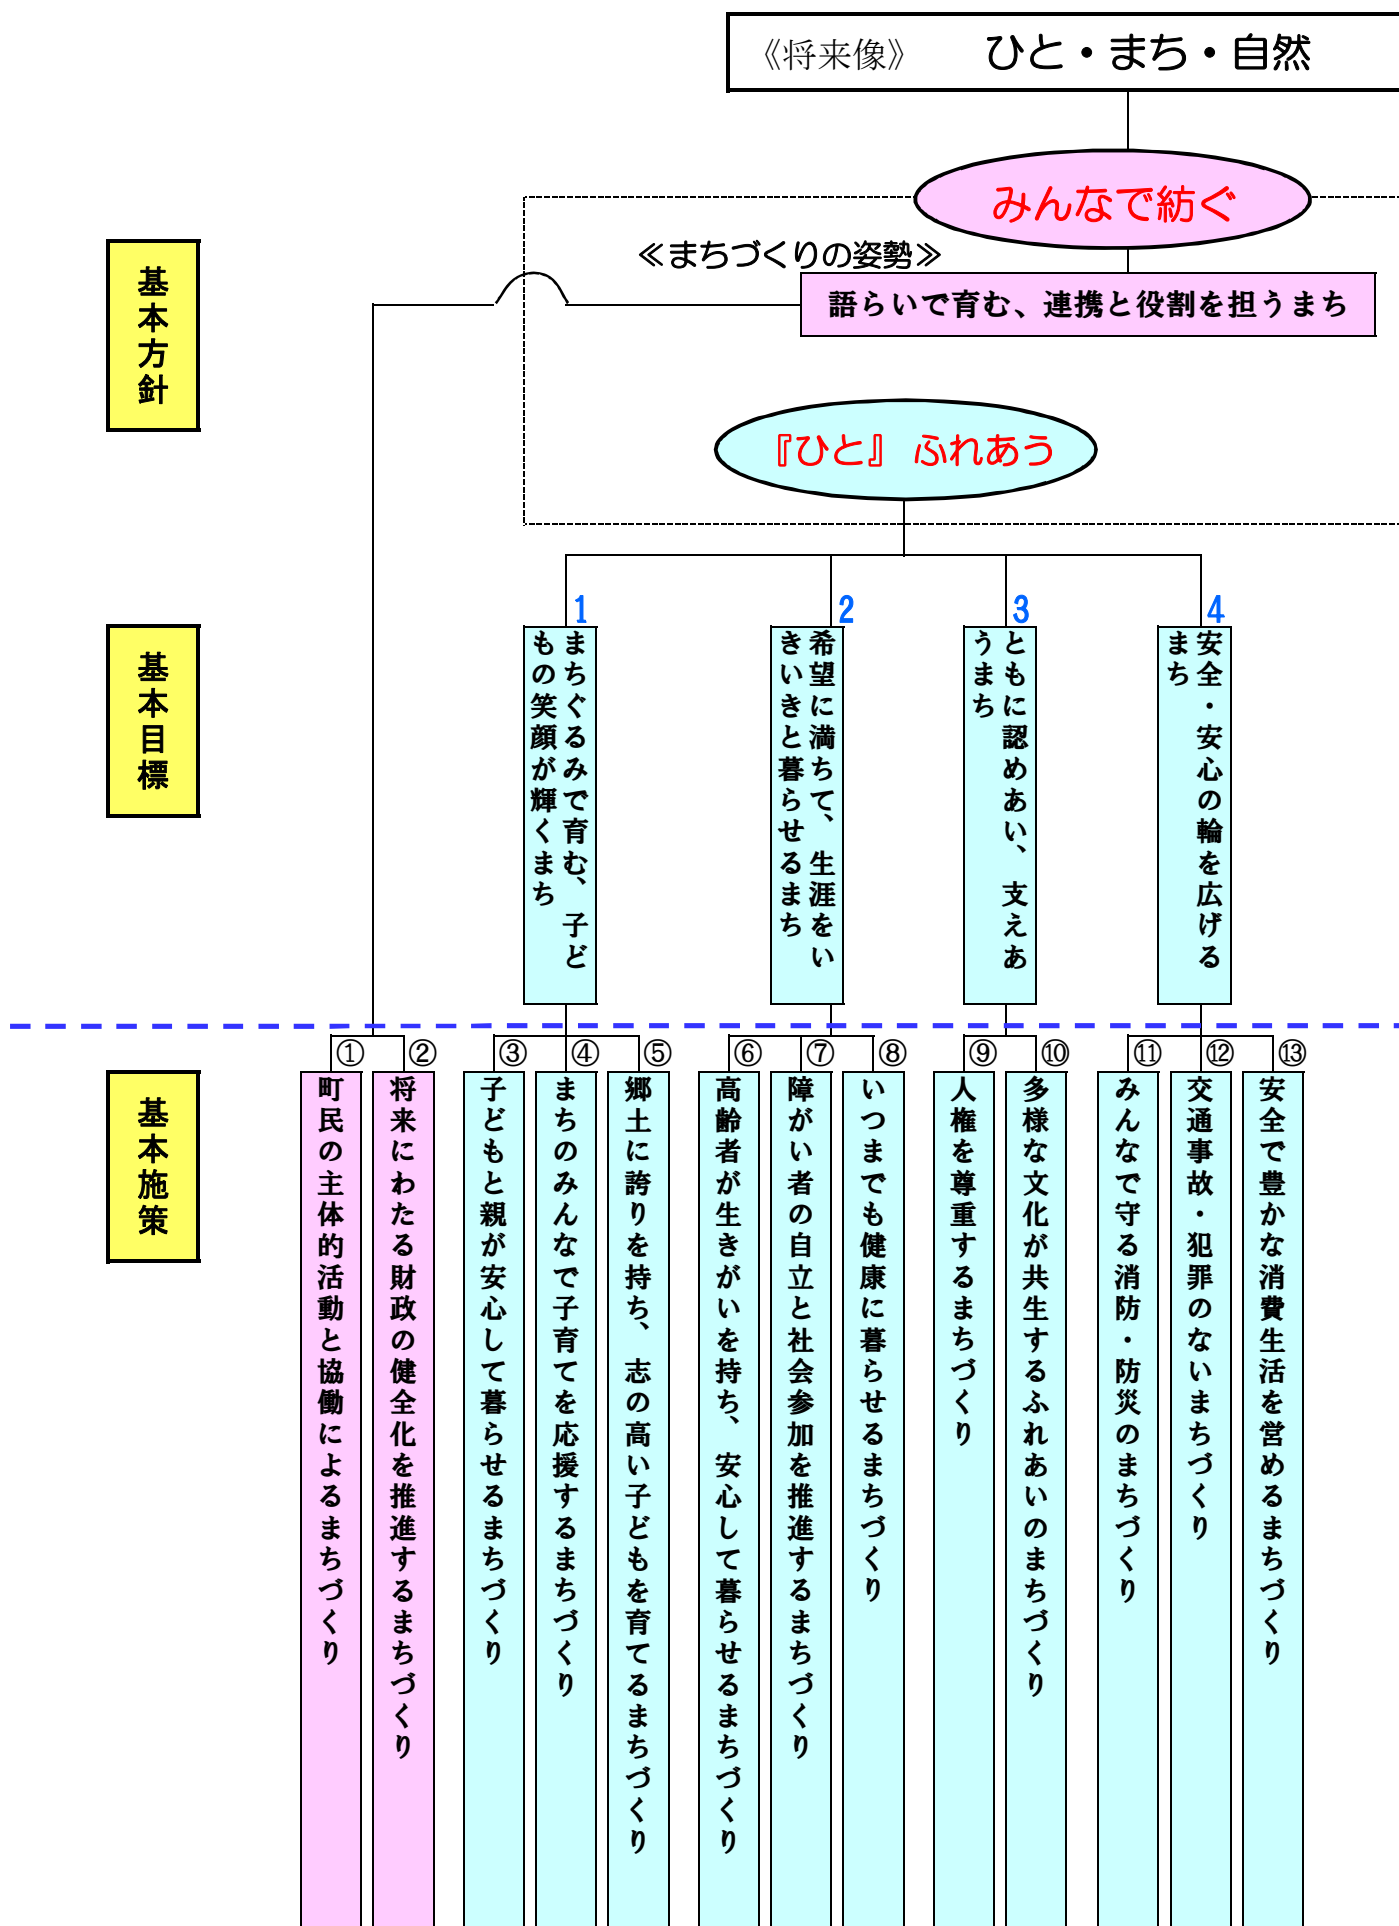 《将来像》　ひと・まち・自然
みんなで紡ぐ
≪まちづくりの姿勢≫
語らいで育む、連携と役割を担うまち
基本方針
『ひと』 ふれあう
基本目標
1
まちぐるみで育む、子ど
もの笑顔が輝くまち
2
希望に満ちて、生涯をい
きいきと暮らせるまち
3
ともに認めあい、支えあ
うまち
4
安全・安心の輪を広げる
まち
基本施策
①
町民の主体的活動と協働によるまちづくり
②
将来にわたる財政の健全化を推進するまちづくり
③
子どもと親が安心して暮らせるまちづくり
④
まちのみんなで子育てを応援するまちづくり
⑤
郷土に誇りを持ち、志の高い子どもを育てるまちづくり
⑥
高齢者が生きがいを持ち、安心して暮らせるまちづくり
⑦
障がい者の自立と社会参加を推進するまちづくり
⑧
いつまでも健康に暮らせるまちづくり
⑨
人権を尊重するまちづくり
⑩
多様な文化が共生するふれあいのまちづくり
⑪
みんなで守る消防・防災のまちづくり
⑫
交通事故・犯罪のないまちづくり
⑬
安全で豊かな消費生活を営めるまちづくり